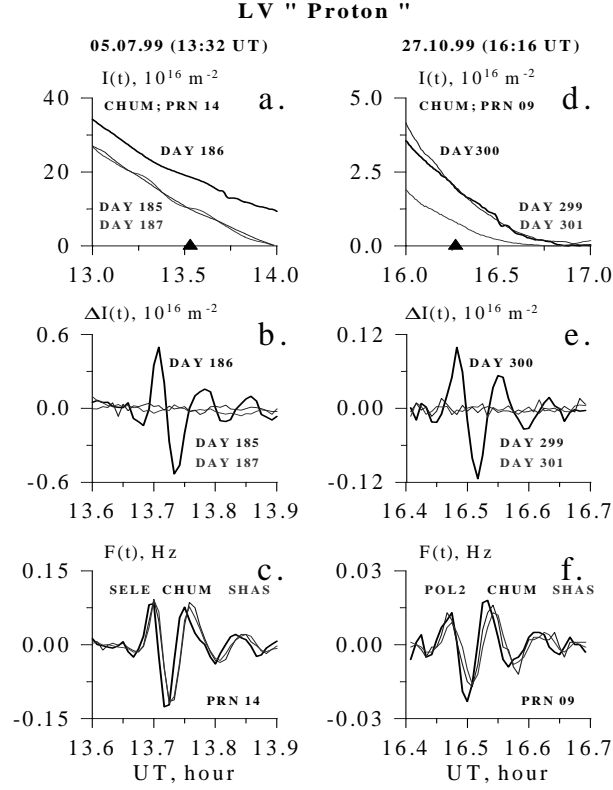 LV " Proton "
05.07.99 (13:32 UT)
27.10.99 (16:16 UT)
I(t), 10^16 m^-2
CHUM; PRN 14
a.
DAY 186
DAY 185
DAY 187
40
20
0
13.0 13.5 14.0
I(t), 10^16 m^-2
CHUM; PRN 09
d.
DAY300
DAY 299
DAY 301
5.0
2.5
0.0
16.0 16.5 17.0
ΔI(t), 10^16 m^-2
b.
DAY 186
DAY 185
DAY 187
0.6
0.0
-0.6
13.6 13.7 13.8 13.9
ΔI(t), 10^16 m^-2
e.
DAY 300
DAY 299
DAY 301
0.12
0.00
-0.12
16.4 16.5 16.6 16.7
F(t), Hz
c.
SELE CHUM SHAS
PRN 14
0.15
0.00
-0.15
13.6 13.7 13.8 13.9
UT, hour
F(t), Hz
f.
POL2 CHUM SHAS
PRN 09
0.03
0.00
-0.03
16.4 16.5 16.6 16.7
UT, hour